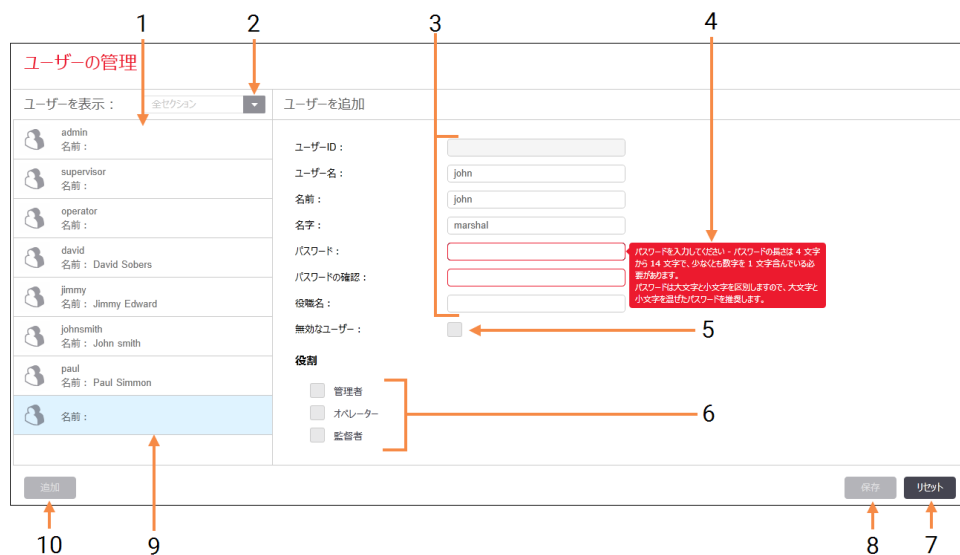 1
2
3
4
ユーザーの管理
ユーザーを表示： 全セクション
ユーザーを追加
admin
名前：
supervisor
名前：
operator
名前：
david
名前： David Sobers
jimmy
名前： Jimmy Edward
johnsmith
名前： John smith
paul
名前： Paul Simmon
名前：
ユーザーID：
ユーザー名： john
名前： john
名字： marshal
パスワード：
パスワードを入力してください - パスワードの長さは 4 文字
から 14 文字で、少なくとも数字を 1 文字含んでいる必
要があります。
パスワードは大文字と小文字を区別しますので、大文字と
小文字を混ぜたパスワードを推奨します。
パスワードの確認：
役職名：
無効なユーザー：
5
役割
管理者
オペレーター
監督者
6
追加
保存
リセット
10
9
8
7